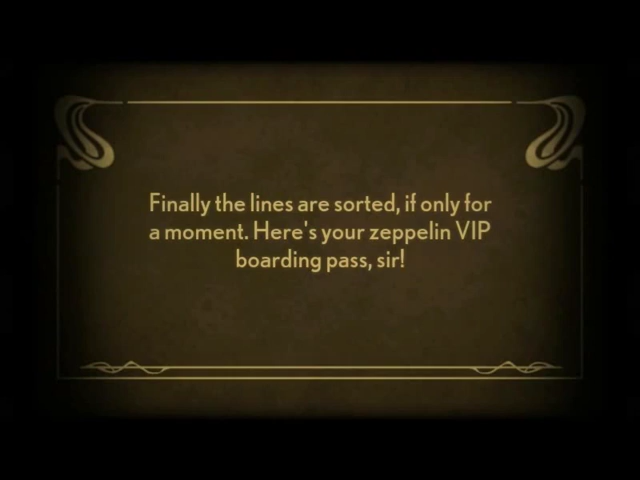 Finally the lines are sorted, if only for
a moment. Here's your zeppelin VIP
boarding pass, sir!